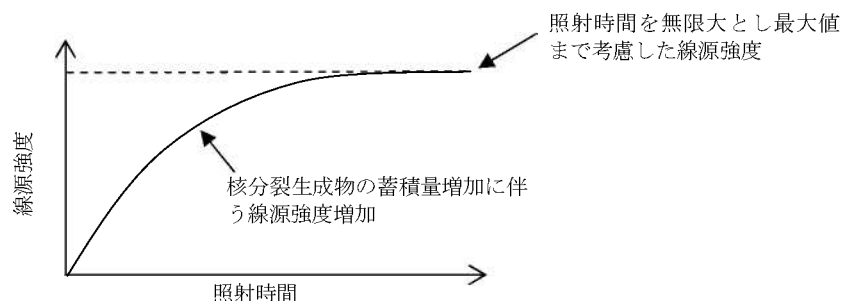 照射時間を無限大とし最大値
まで考慮した線源強度
線源強度
核分裂生成物の蓄積量増加に伴
う線源強度増加
照射時間